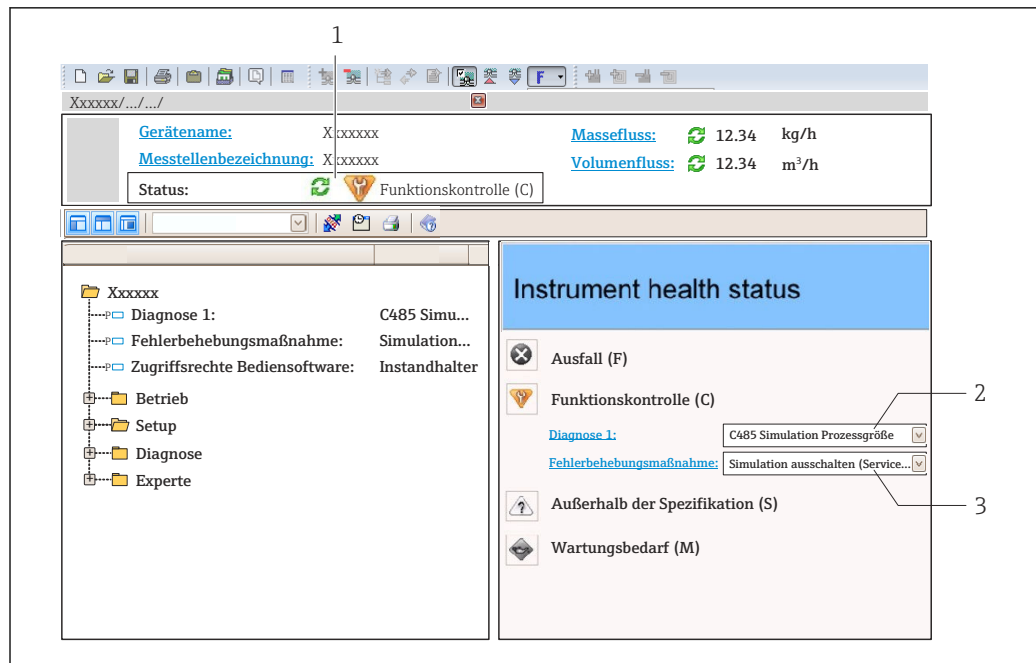 1
F
Xxxxxx/.../.../
Gerätename: Xxxxxxx
Massefluss: 12.34 kg/h
Messstellenbezeichnung: Xxxxxxx
Volumenfluss: 12.34 m³/h
Status: Funktionskontrolle (C)
Xxxxxx
P Diagnose 1: C485 Simu...
P Fehlerbehebungsmaßnahme: Simulation...
P Zugriffsrechte Bediensoftware: Instandhalter
Betrieb
Setup
Diagnose
Experte
Instrument health status
Ausfall (F)
Funktionskontrolle (C)
Diagnose 1: C485 Simulation Prozessgröße
2
Fehlerbehebungsmaßnahme: Simulation ausschalten (Service...
3
Außerhalb der Spezifikation (S)
Wartungsbedarf (M)